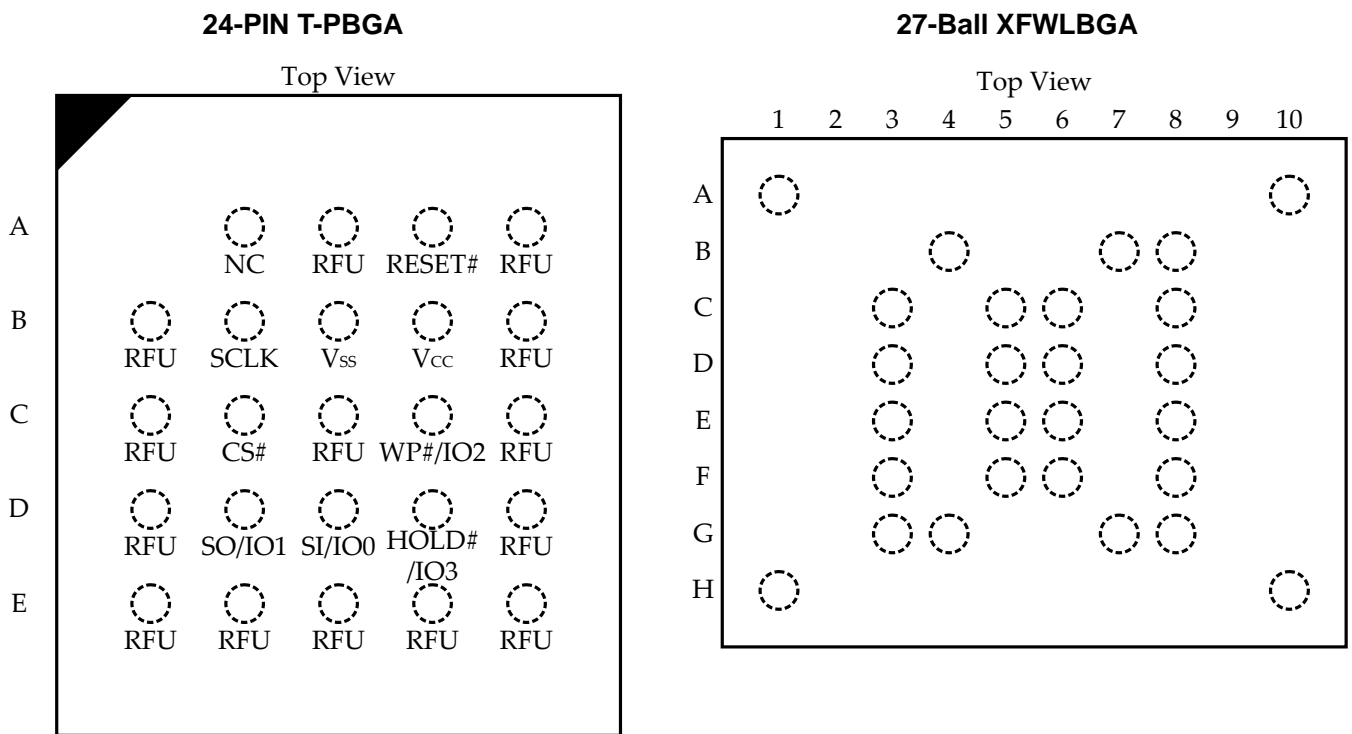 24-PIN T-PBGA
Top View
A
NC RFU RESET# RFU
B
RFU SCLK Vss Vcc RFU
C
RFU CS# RFU WP#/IO2 RFU
D
RFU SO/IO1 SI/IO0 HOLD# RFU
/IO3
E
RFU RFU RFU RFU RFU
27-Ball XFWLBGA
Top View
1 2 3 4 5 6 7 8 9 10
A
B
C
D
E
F
G
H